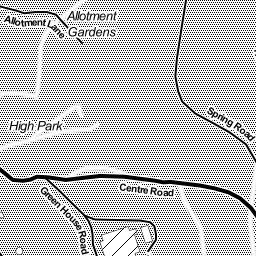 Allotment Lane
Allotment
Gardens
Spring Road
High Park
Centre Road
Green House Road